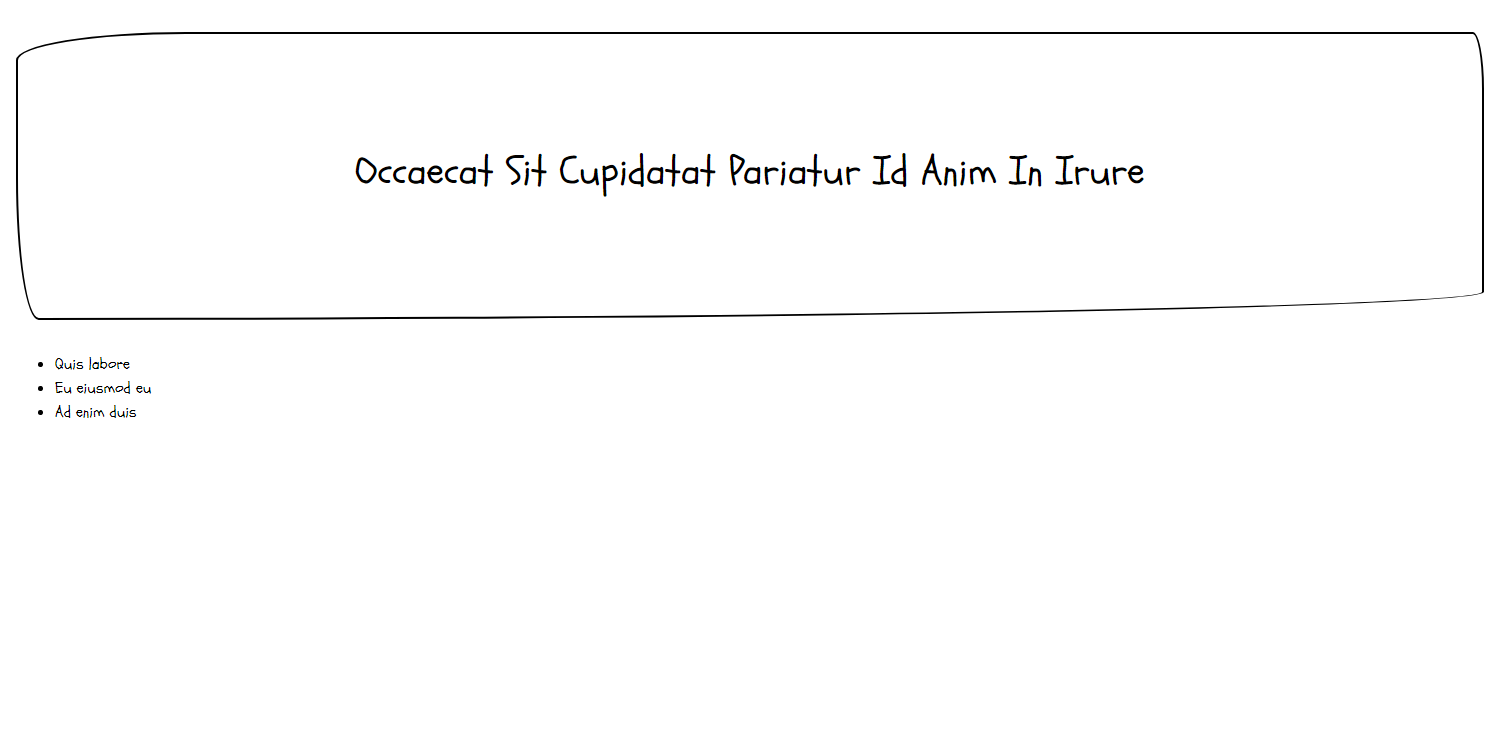 Occaecat Sit Cupidatat Pariatur Id Anim In Irure
Quis labore
Eu eiusmod eu
Ad enim duis